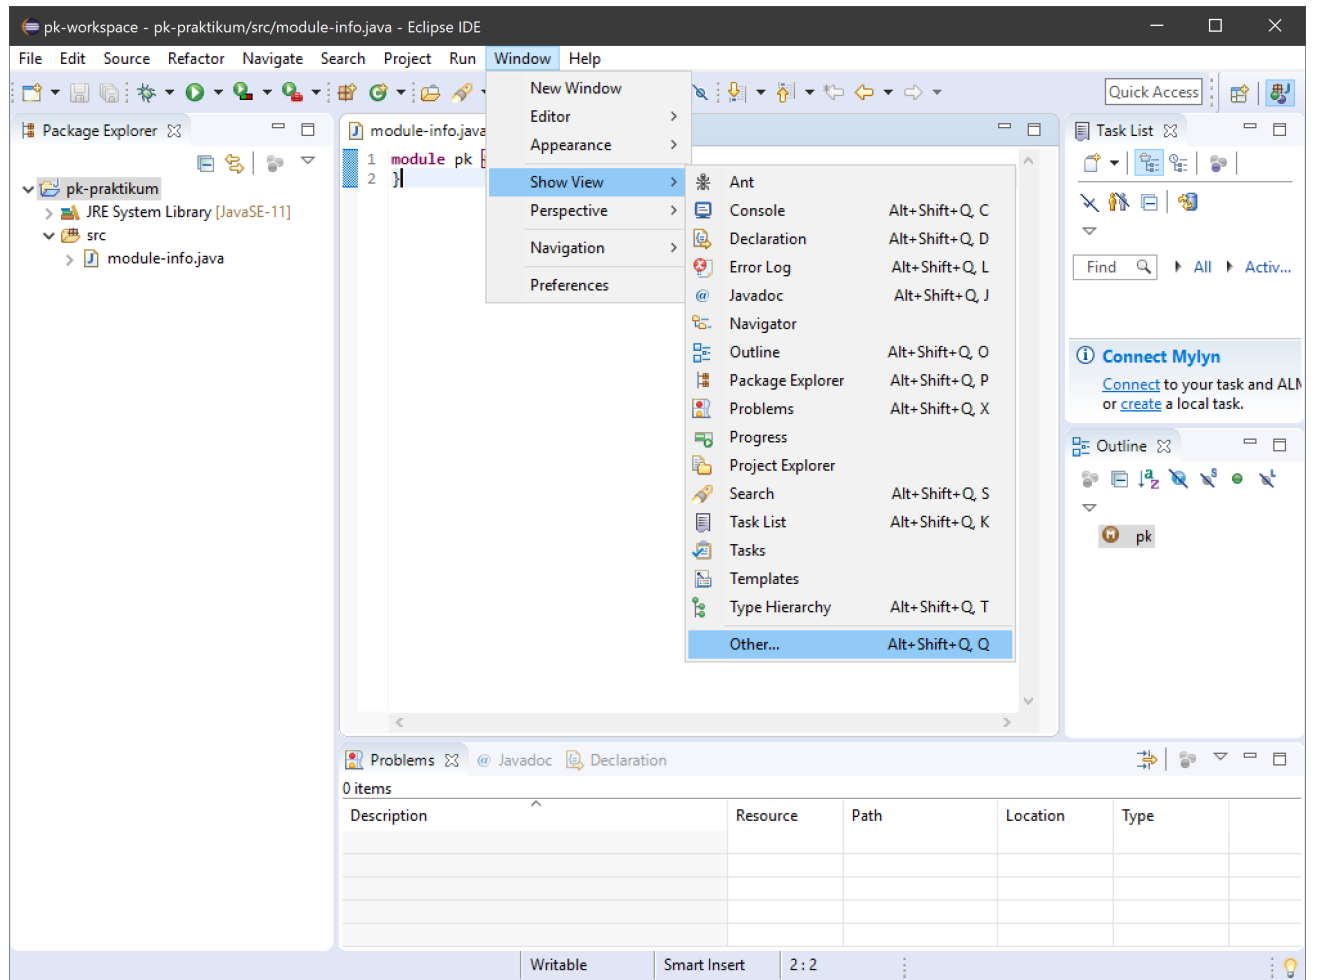 pk-workspace - pk-praktikum/src/module-info.java - Eclipse IDE
File Edit Source Refactor Navigate Search Project Run Window Help
Quick Access
Package Explorer
pk-praktikum
JRE System Library [JavaSE-11]
src
module-info.java
module-info.java
1 module pk {
2 }
New Window
Editor
Appearance
Show View
Perspective
Navigation
Preferences
Ant
Console Alt+Shift+Q, C
Declaration Alt+Shift+Q, D
Error Log Alt+Shift+Q, L
Javadoc Alt+Shift+Q, J
Navigator
Outline Alt+Shift+Q, O
Package Explorer Alt+Shift+Q, P
Problems Alt+Shift+Q, X
Progress
Project Explorer
Search Alt+Shift+Q, S
Task List Alt+Shift+Q, K
Tasks
Templates
Type Hierarchy Alt+Shift+Q, T
Other... Alt+Shift+Q, Q
Task List
Find All Activ...
Connect Mylyn
Connect to your task and ALM
or create a local task.
Outline
pk
Problems Javadoc Declaration
0 items
Description Resource Path Location Type
Writable Smart Insert 2 : 2